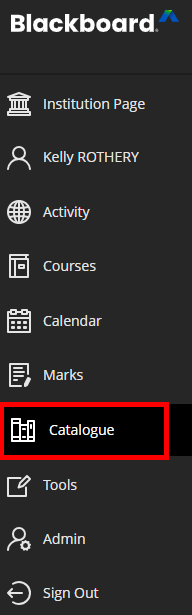 Blackboard
Institution Page
Kelly ROTHERY
Activity
Courses
Calendar
Marks
Catalogue
Tools
Admin
Sign Out